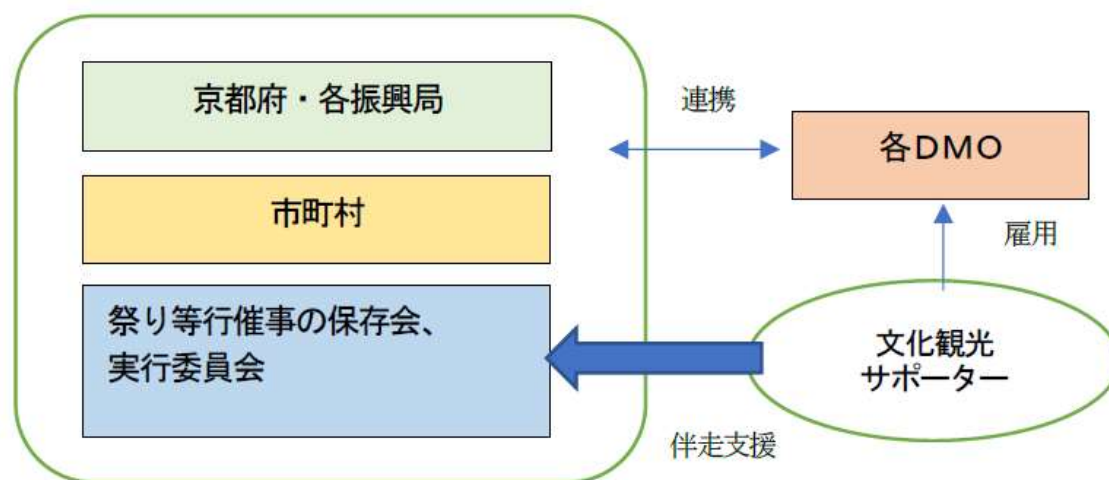 京都府・各振興局
市町村
祭り等行催事の保存会、
実行委員会
連携
各ＤＭＯ
雇用
文化観光
サポーター
伴走支援